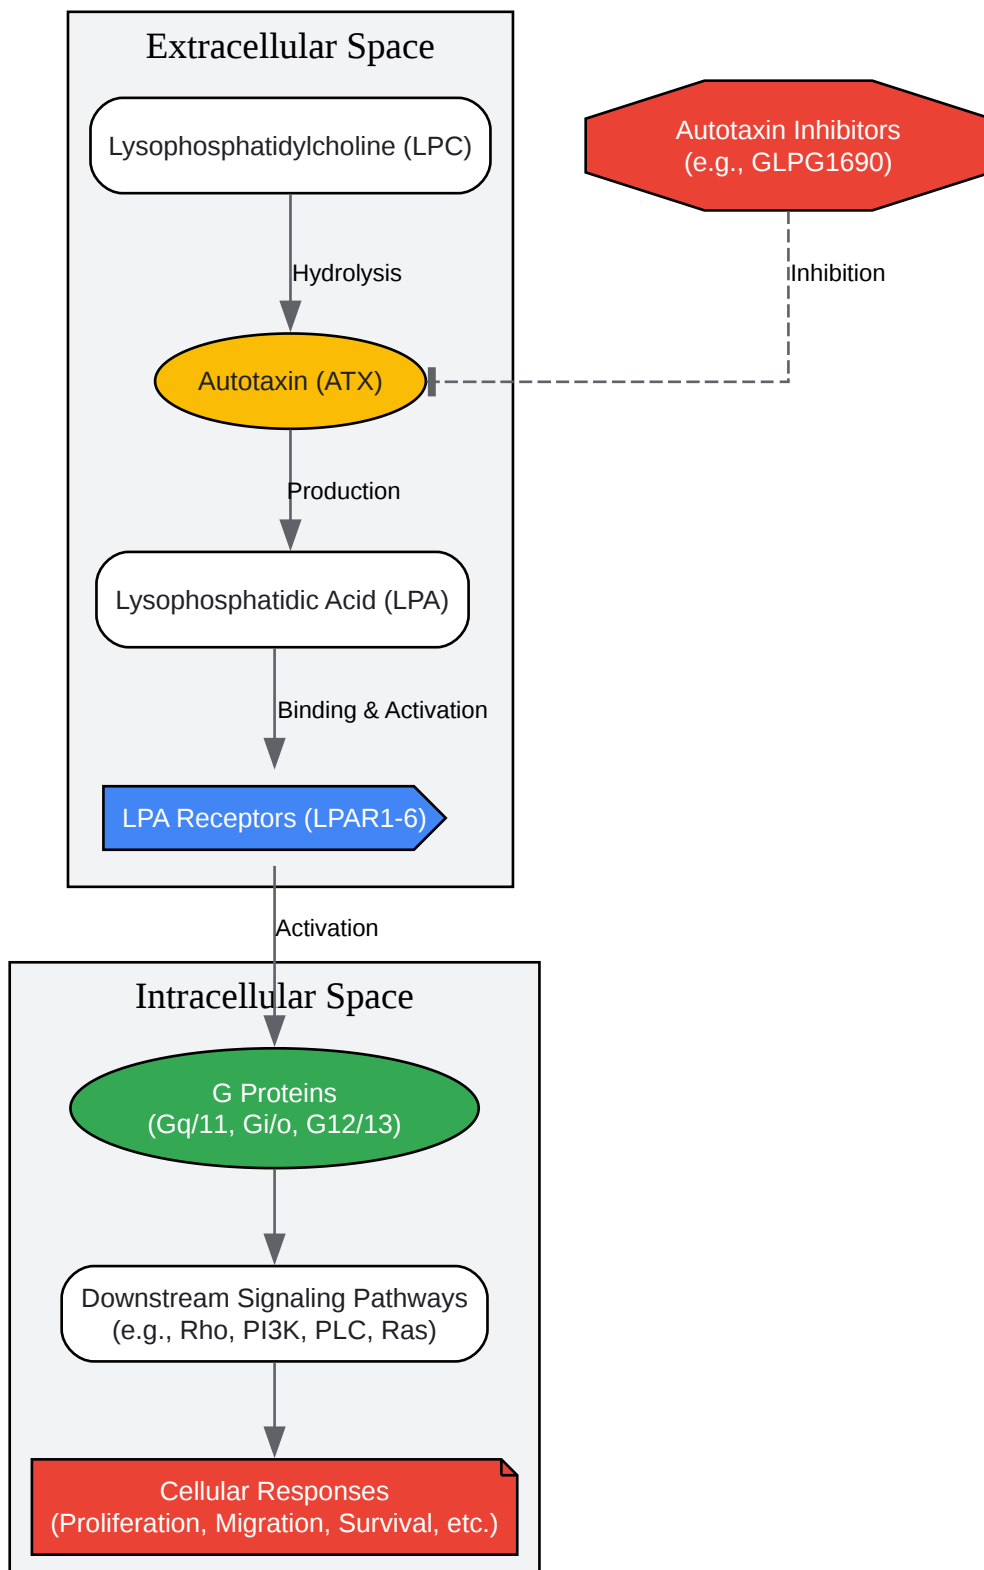 Extracellular Space
Lysophosphatidylcholine (LPC)
Autotaxin Inhibitors
(e.g., GLPG1690)
Hydrolysis
Inhibition
Autotaxin (ATX)
Production
Lysophosphatidic Acid (LPA)
Binding & Activation
LPA Receptors (LPAR1-6)
Activation
Intracellular Space
G Proteins
(Gq/11, Gi/o, G12/13)
Downstream Signaling Pathways
(e.g., Rho, PI3K, PLC, Ras)
Cellular Responses
(Proliferation, Migration, Survival, etc.)